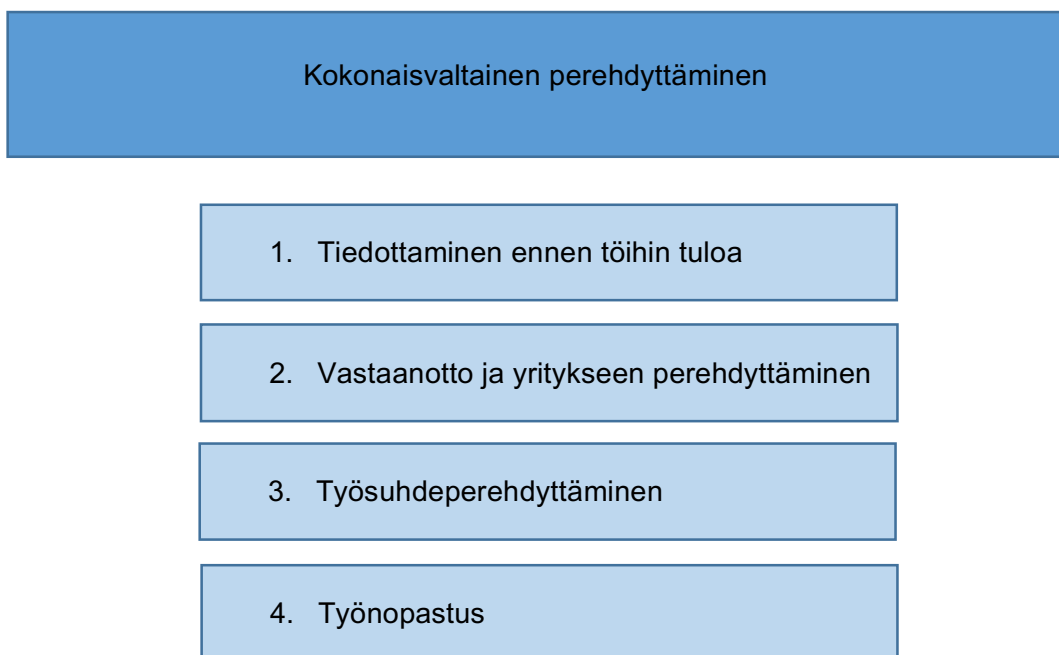 Kokonaisvaltainen perehdyttäminen
1. Tiedottaminen ennen töihin tuloa
2. Vastaanotto ja yritykseen perehdyttäminen
3. Työsuhdeperehdyttäminen
4. Työnopastus